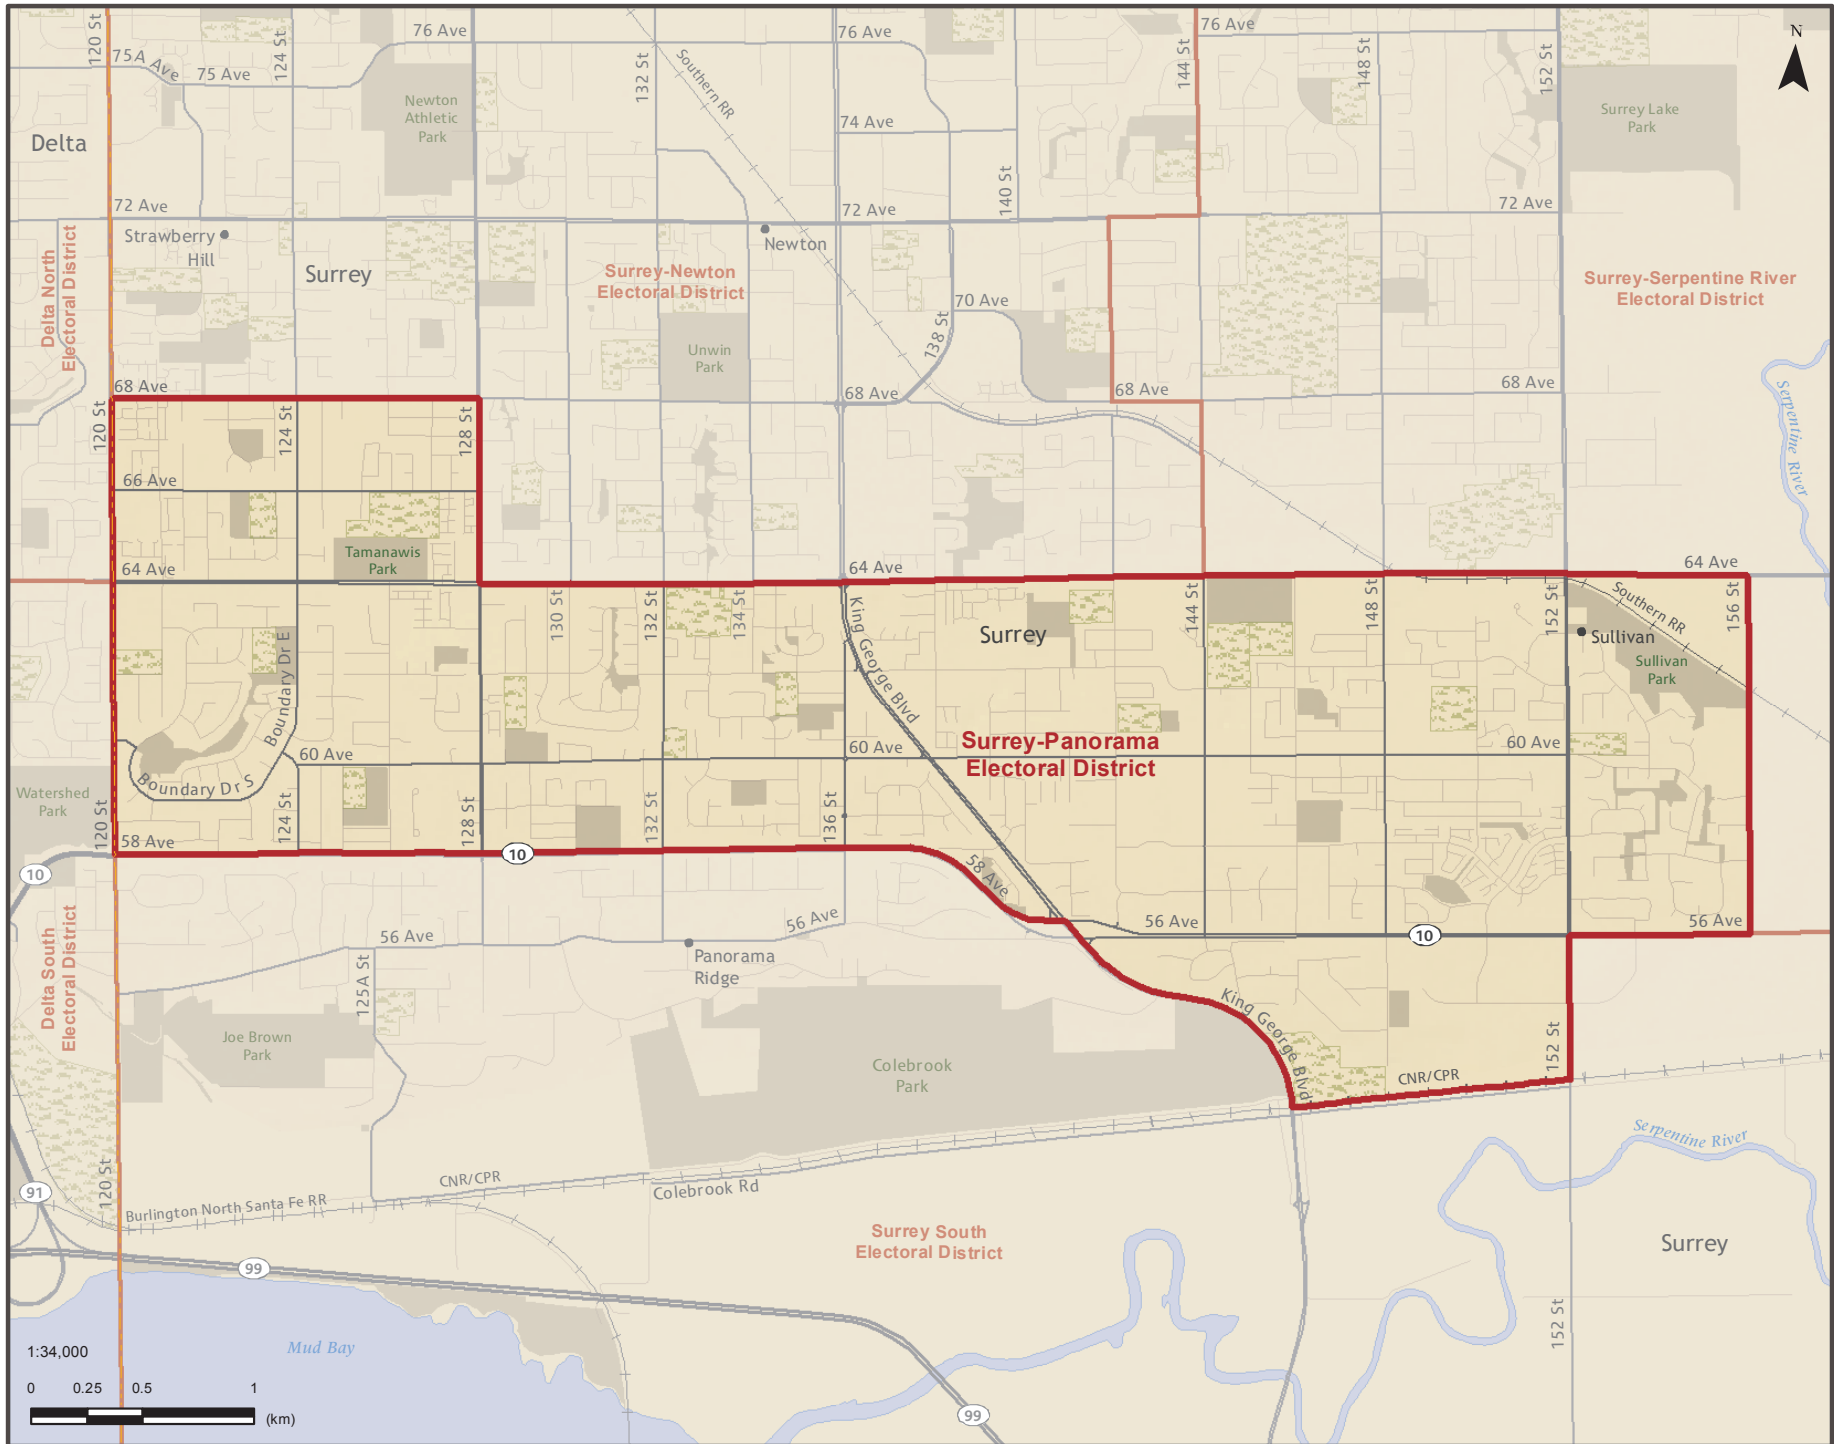 120 St
124 St
76 Ave
76 Ave
76 Ave
N
75A Ave
75 Ave
132 St
Southern RR
144 St
148 St
152 St
Newton
Athletic
Park
Surrey Lake
Park
Delta
74 Ave
140 St
72 Ave
72 Ave
72 Ave
Strawberry
Hill
Newton
Delta North
Electoral District
Surrey
Surrey-Newton
Electoral District
Surrey-Serpentine River
Electoral District
70 Ave
138 St
Unwin
Park
68 Ave
68 Ave
68 Ave
68 Ave
Serpentine River
120 St
124 St
128 St
66 Ave
Tamanawis
Park
64 Ave
64 Ave
64 Ave
130 St
132 St
134 St
King George Blvd
Surrey
144 St
148 St
152 St
Southern RR
156 St
Sullivan
Sullivan
Park
Boundary Dr E
Surrey-Panorama
Electoral District
60 Ave
60 Ave
60 Ave
Boundary Dr S
Watershed
Park
120 St
124 St
128 St
132 St
136 St
58 Ave
10
10
58 Ave
56 Ave
56 Ave
56 Ave
56 Ave
10
Panorama
Ridge
125A St
Delta South
Electoral District
King George Blvd
Joe Brown
Park
Colebrook
Park
152 St
CNR/CPR
Serpentine River
120 St
91
CNR/CPR
Colebrook Rd
Burlington North Santa Fe RR
Surrey South
Electoral District
Surrey
99
152 St
Mud Bay
1:34,000
0 0.25 0.5 1
(km)
99